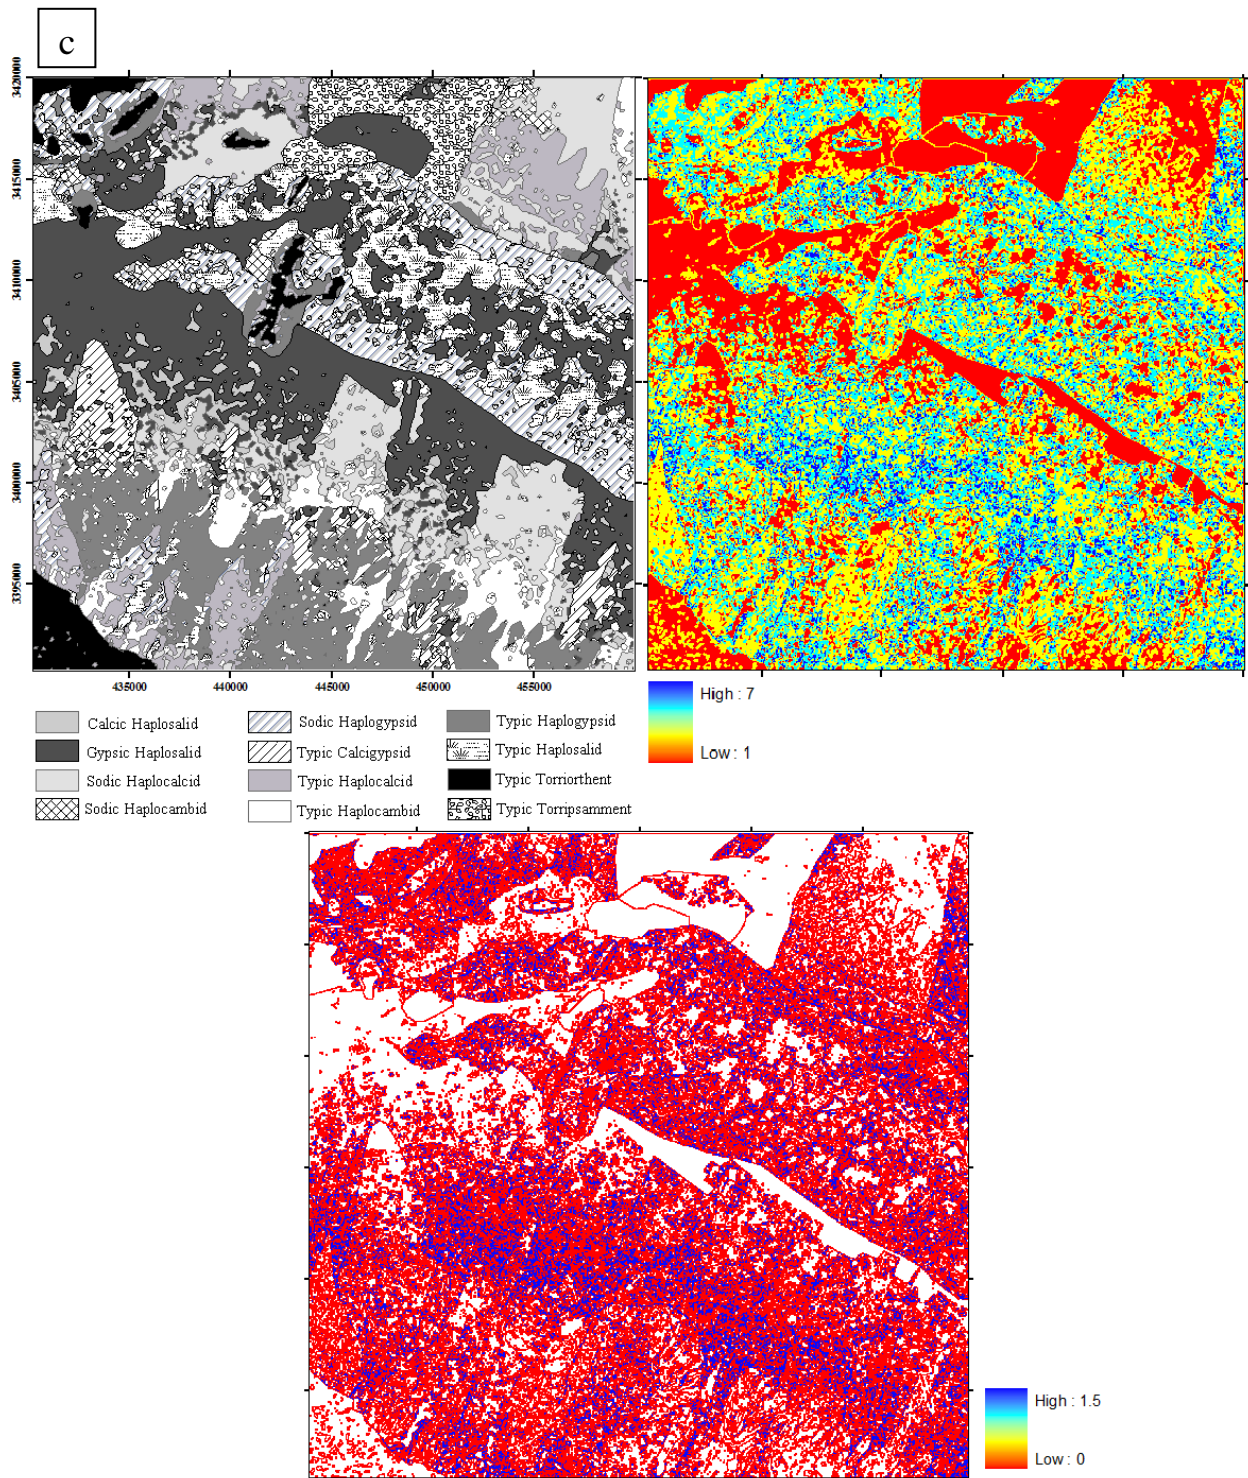 c
3420000
3415000
3410000
3405000
3400000
3395000
435000 440000 445000 450000 455000
High : 7
Low : 1
Calcic Haplosalid
Sodic Haplogypsid
Typic Haplogypsid
Gypsic Haplosalid
Typic Calcigypsid
Typic Haplosalid
Sodic Haplocalcid
Typic Haplocalcid
Typic Torriorthent
Sodic Haplocambid
Typic Haplocambid
Typic Torripsamment
High : 1.5
Low : 0